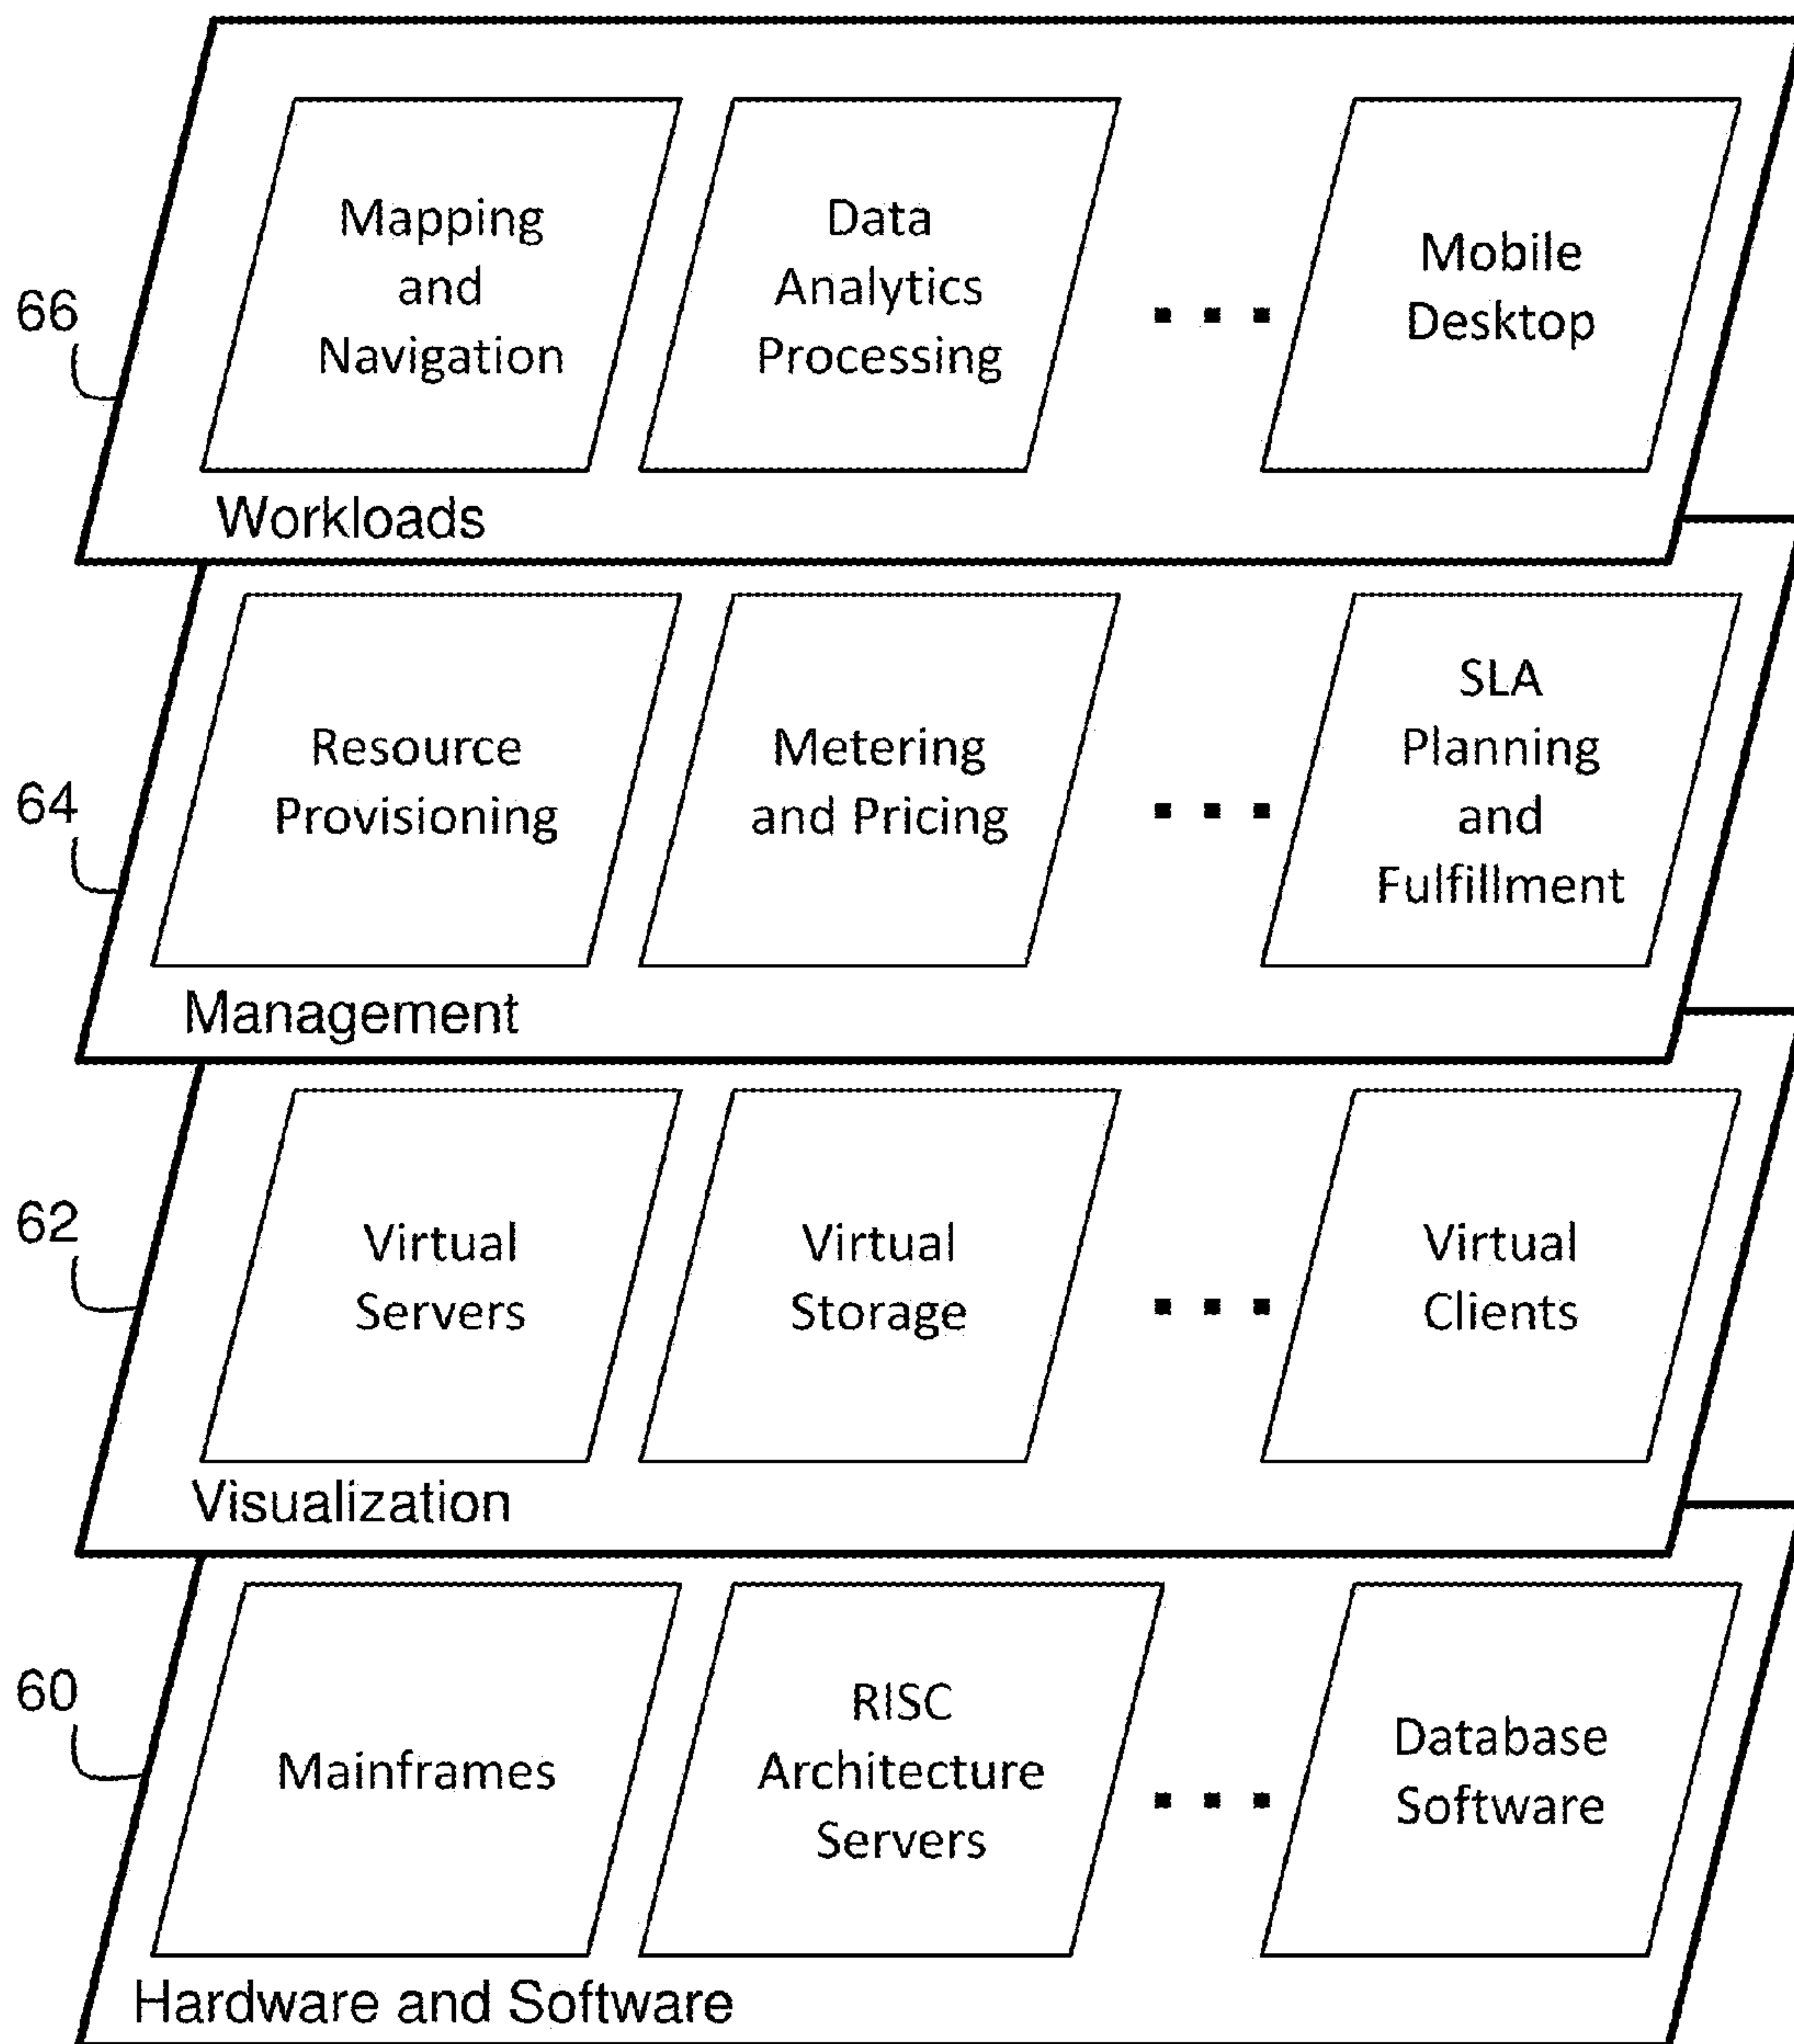 66
Mapping
and
Navigation
Data
Analytics
Processing
...
Mobile
Desktop
Workloads
64
Resource
Provisioning
Metering
and Pricing
...
SLA
Planning
and
Fulfillment
Management
62
Virtual
Servers
Virtual
Storage
...
Virtual
Clients
Visualization
60
Mainframes
RISC
Architecture
Servers
...
Database
Software
Hardware and Software